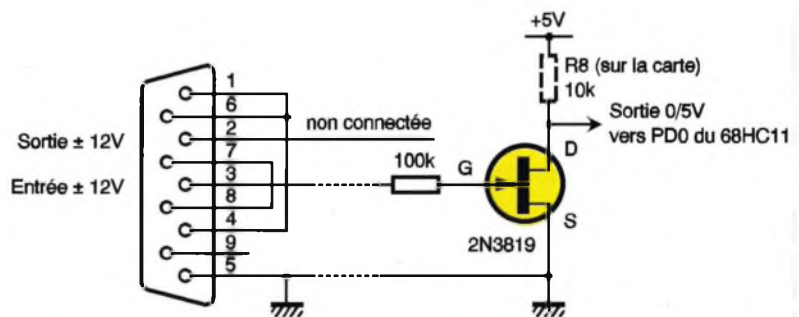 +5V
R8 (sur la carte)
10k
Sortie 0/5V
vers PD0 du 68HC11
D
G
S
2N3819
100k
non connectée
Sortie ± 12V
Entrée ± 12V
1
6
2
7
3
8
4
9
5